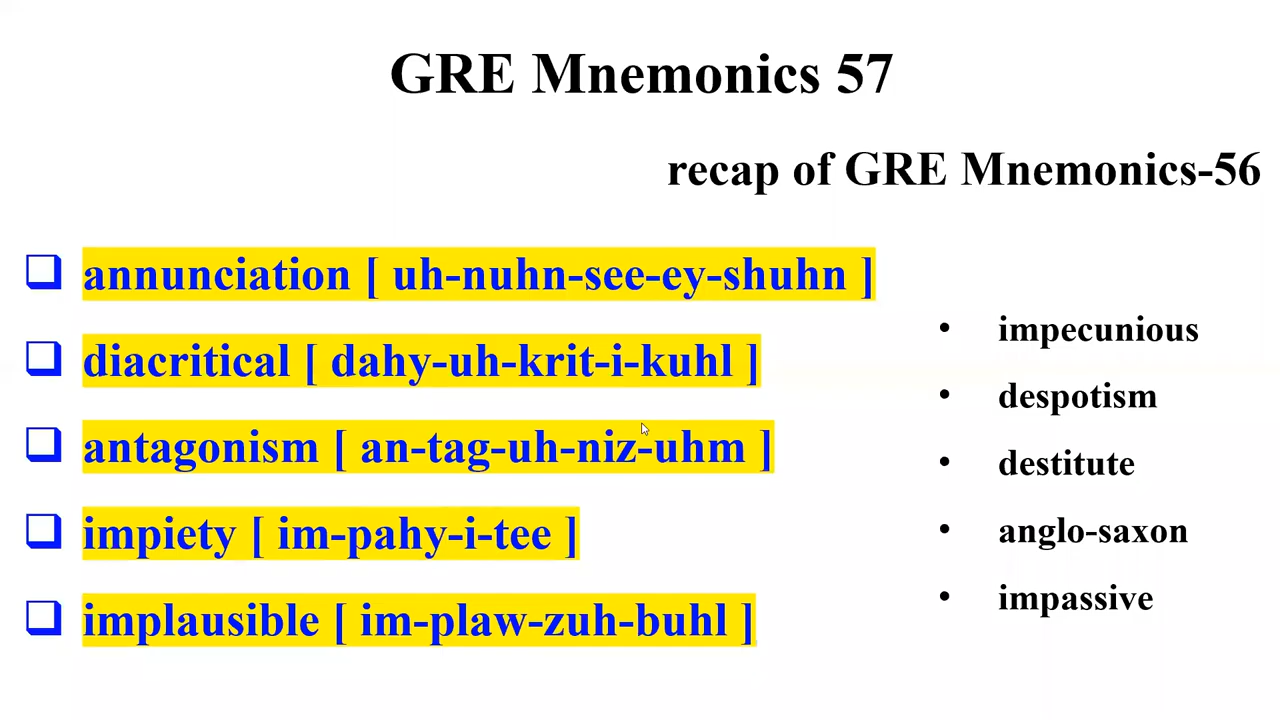 GRE Mnemonics 57
recap of GRE Mnemonics-56
annunciation [ uh-nuhn-see-ey-shuhn ]
diacritical [ dahy-uh-krit-i-kuhl ]
antagonism [ an-tag-uh-niz-uhm ]
impiety [ im-pahy-i-tee ]
implausible [ im-plaw-zuh-buhl ]
• impecunious
• despotism
• destitute
• anglo-saxon
• impassive